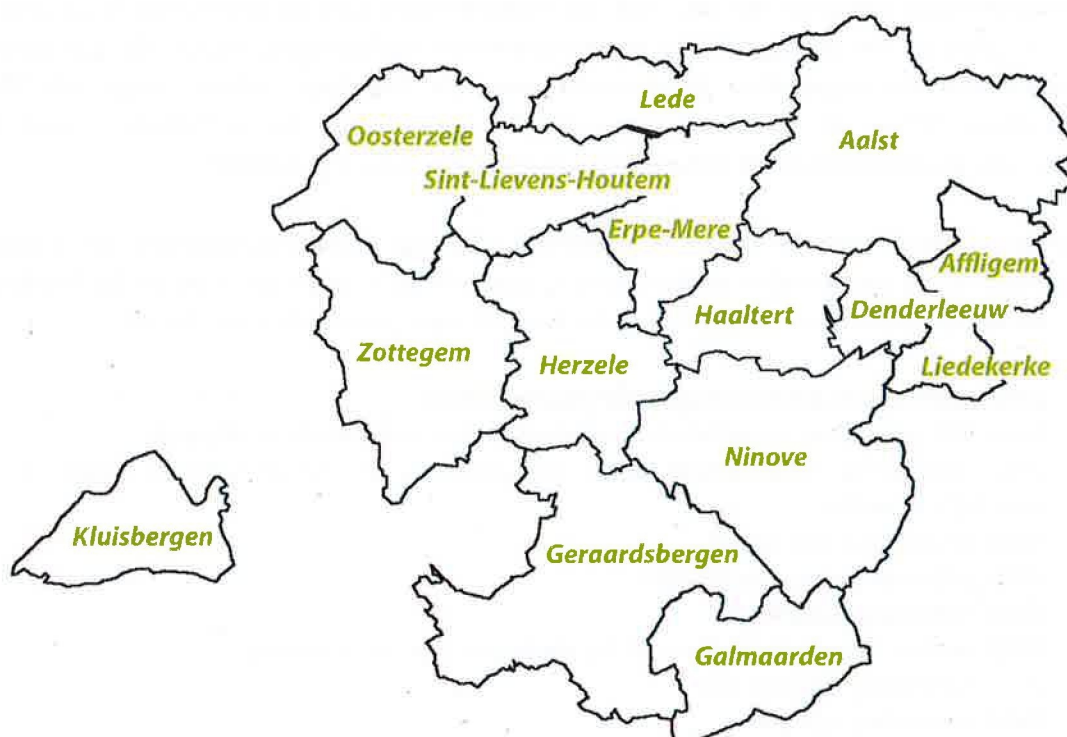 Lede
Oosterzele
Aalst
Sint-Lievens-Houtem
Erpe-Mere
Affligem
Haaltert
Denderleeuw
Zottegem
Herzele
Liedekerke
Ninove
Kluisbergen
Geraardsbergen
Galmaarden